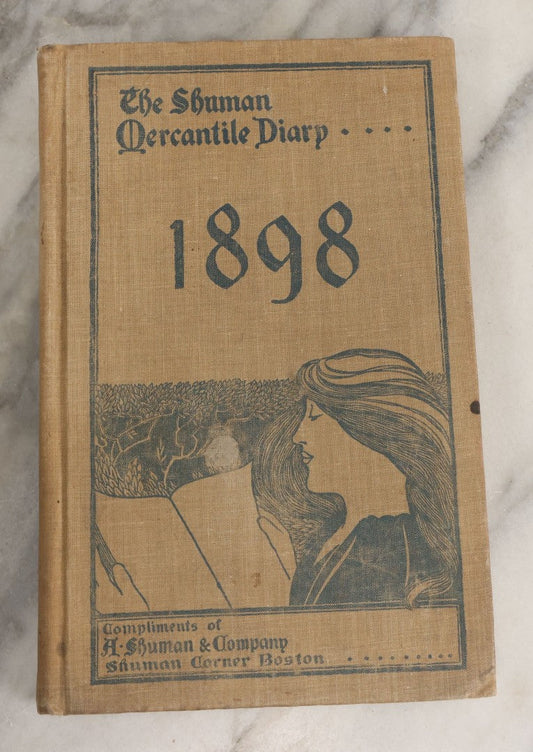 The Shuman
Mercantile Diary . . . .
1898
Compliments of
A. Shuman & Company
Shuman Corner Boston . . . . . . . . .